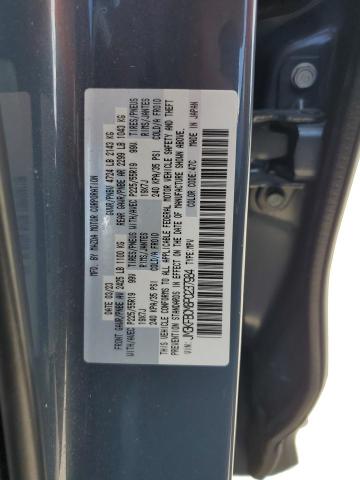 MFD. BY MAZDA MOTOR CORPORATION
DATE: 03/23 GVWR/PNBV 4724 LB 2143 KG
FRONT GAWR/PNBE AV 2425 LB 1100 KG REAR GAWR/PNBE AR 2299 LB 1043 KG
WITH/AVEC P225/55R19 99V TIRES/PNEUS WITH/AVEC P225/55R19 99V TIRES/PNEUS
19X7J RIMS/JANTES 19X7J RIMS/JANTES
240 KPA/35 PSI COLD/A FROID 240 KPA/35 PSI COLD/A FROID
THIS VEHICLE CONFORMS TO ALL APPLICABLE FEDERAL MOTOR VEHICLE SAFETY AND THEFT
PREVENTION STANDARDS IN EFFECT ON THE DATE OF MANUFACTURE SHOWN ABOVE.
VIN: TYPE:MPV COLOR CODE:47C MADE IN JAPAN